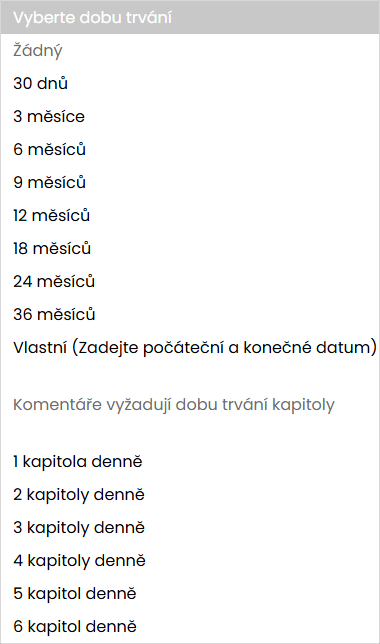 Vyberte dobu trvání
Žádný
30 dnů
3 měsíce
6 měsíců
9 měsíců
12 měsíců
18 měsíců
24 měsíců
36 měsíců
Vlastní (Zadejte počáteční a konečné datum)
Komentáře vyžadují dobu trvání kapitoly
1 kapitola denně
2 kapitoly denně
3 kapitoly denně
4 kapitoly denně
5 kapitol denně
6 kapitol denně